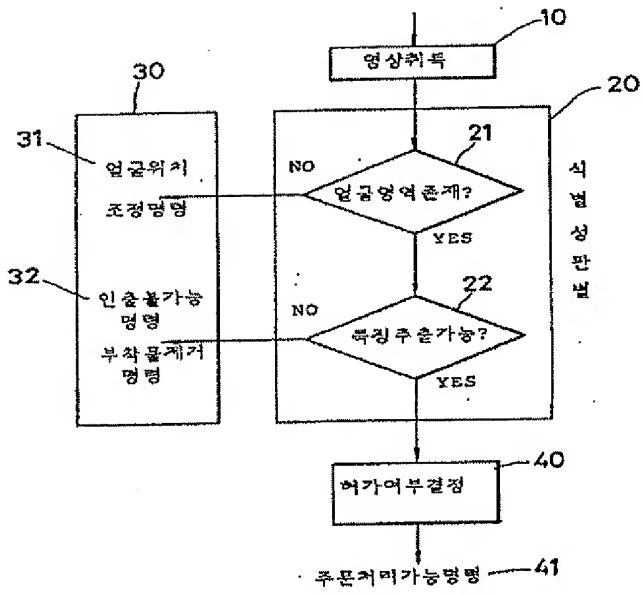 10
영상취득
20
30
31
얼굴위치
조정명령
21
NO
얼굴영역존재?
YES
식별성판별
32
인출불가능
명령
부착물제거
명령
22
NO
특징추출가능?
YES
40
허가여부결정
주문처리가능명령
41